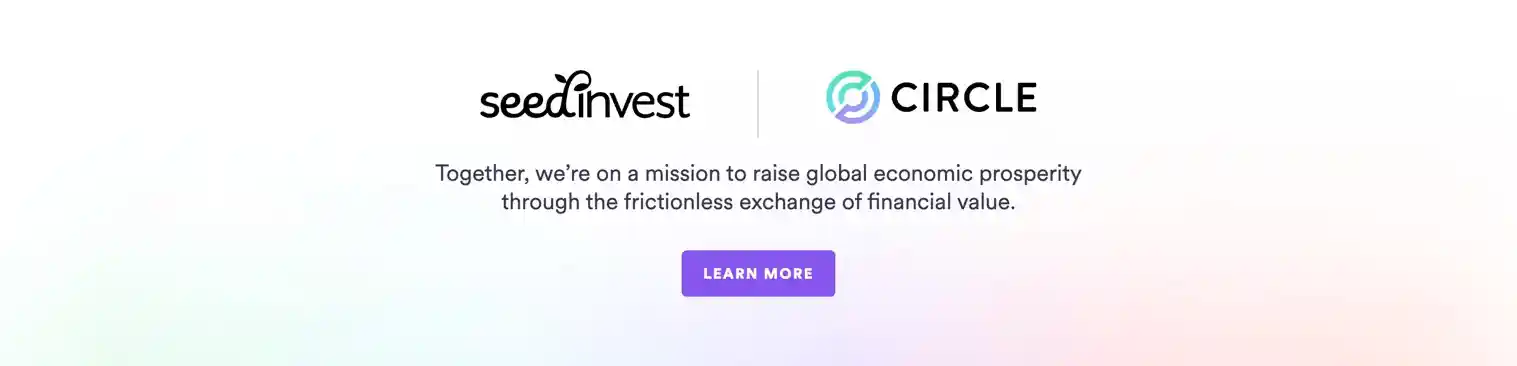 seedinvest
CIRCLE
Together, we’re on a mission to raise global economic prosperity
through the frictionless exchange of financial value.
LEARN MORE